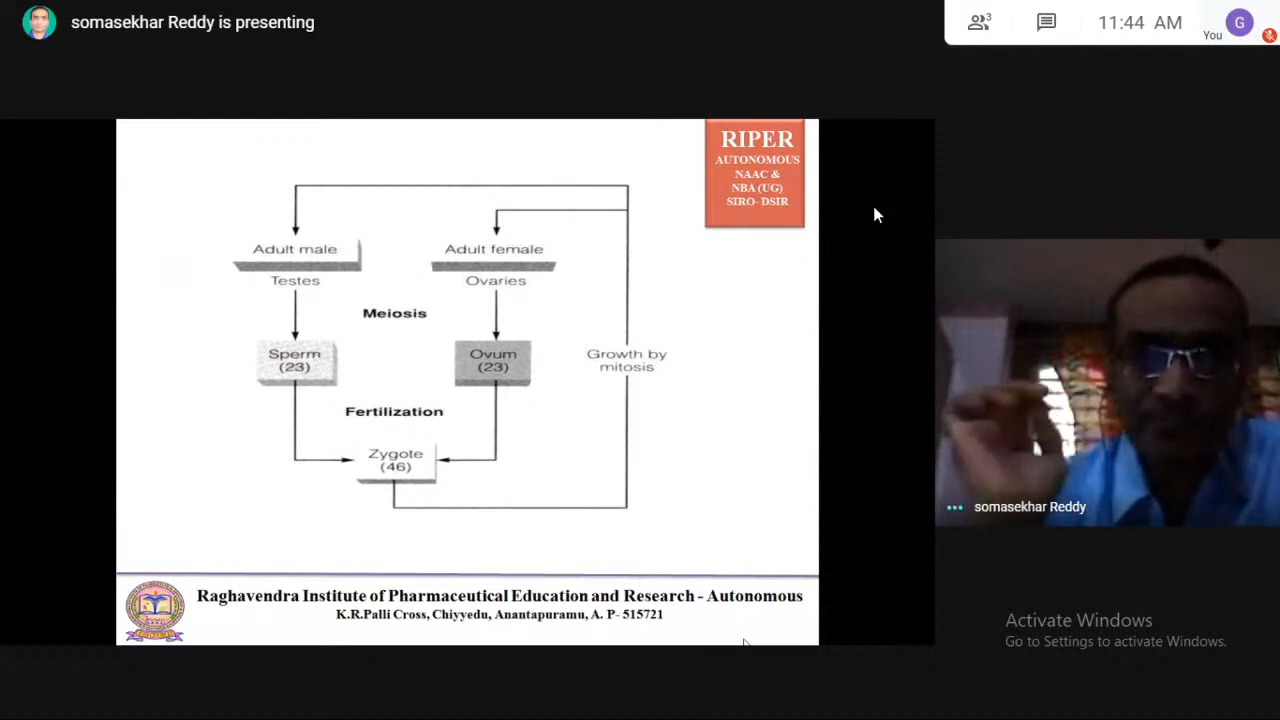 somasekhar Reddy is presenting
3
11:44 AM
You
G
RIPER
AUTONOMOUS
NAAC &
NBA (UG)
SIRO- DSIR
Adult male
Adult female
Testes
Ovaries
Meiosis
Sperm
(23)
Ovum
(23)
Growth by
mitosis
Fertilization
Zygote
(46)
somasekhar Reddy
Raghavendra Institute of Pharmaceutical Education and Research - Autonomous
K.R.Palli Cross, Chiyyedu, Anantapuramu, A. P- 515721
Activate Windows
Go to Settings to activate Windows.